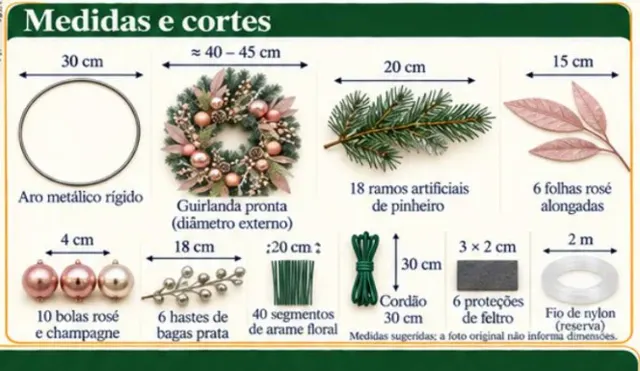 Medidas e cortes
30 cm
≈ 40 – 45 cm
20 cm
15 cm
Aro metálico rígido
Guirlanda pronta
(diâmetro externo)
18 ramos artificiais
de pinheiro
6 folhas rosé
alongadas
4 cm
18 cm
20 cm
30 cm
3 × 2 cm
2 m
10 bolas rosé
e champagne
6 hastes de
bagas prata
40 segmentos
de arame floral
Cordão
30 cm
6 proteções
de feltro
Fio de nylon
(reserva)
Medidas sugeridas; a foto original não informa dimensões.